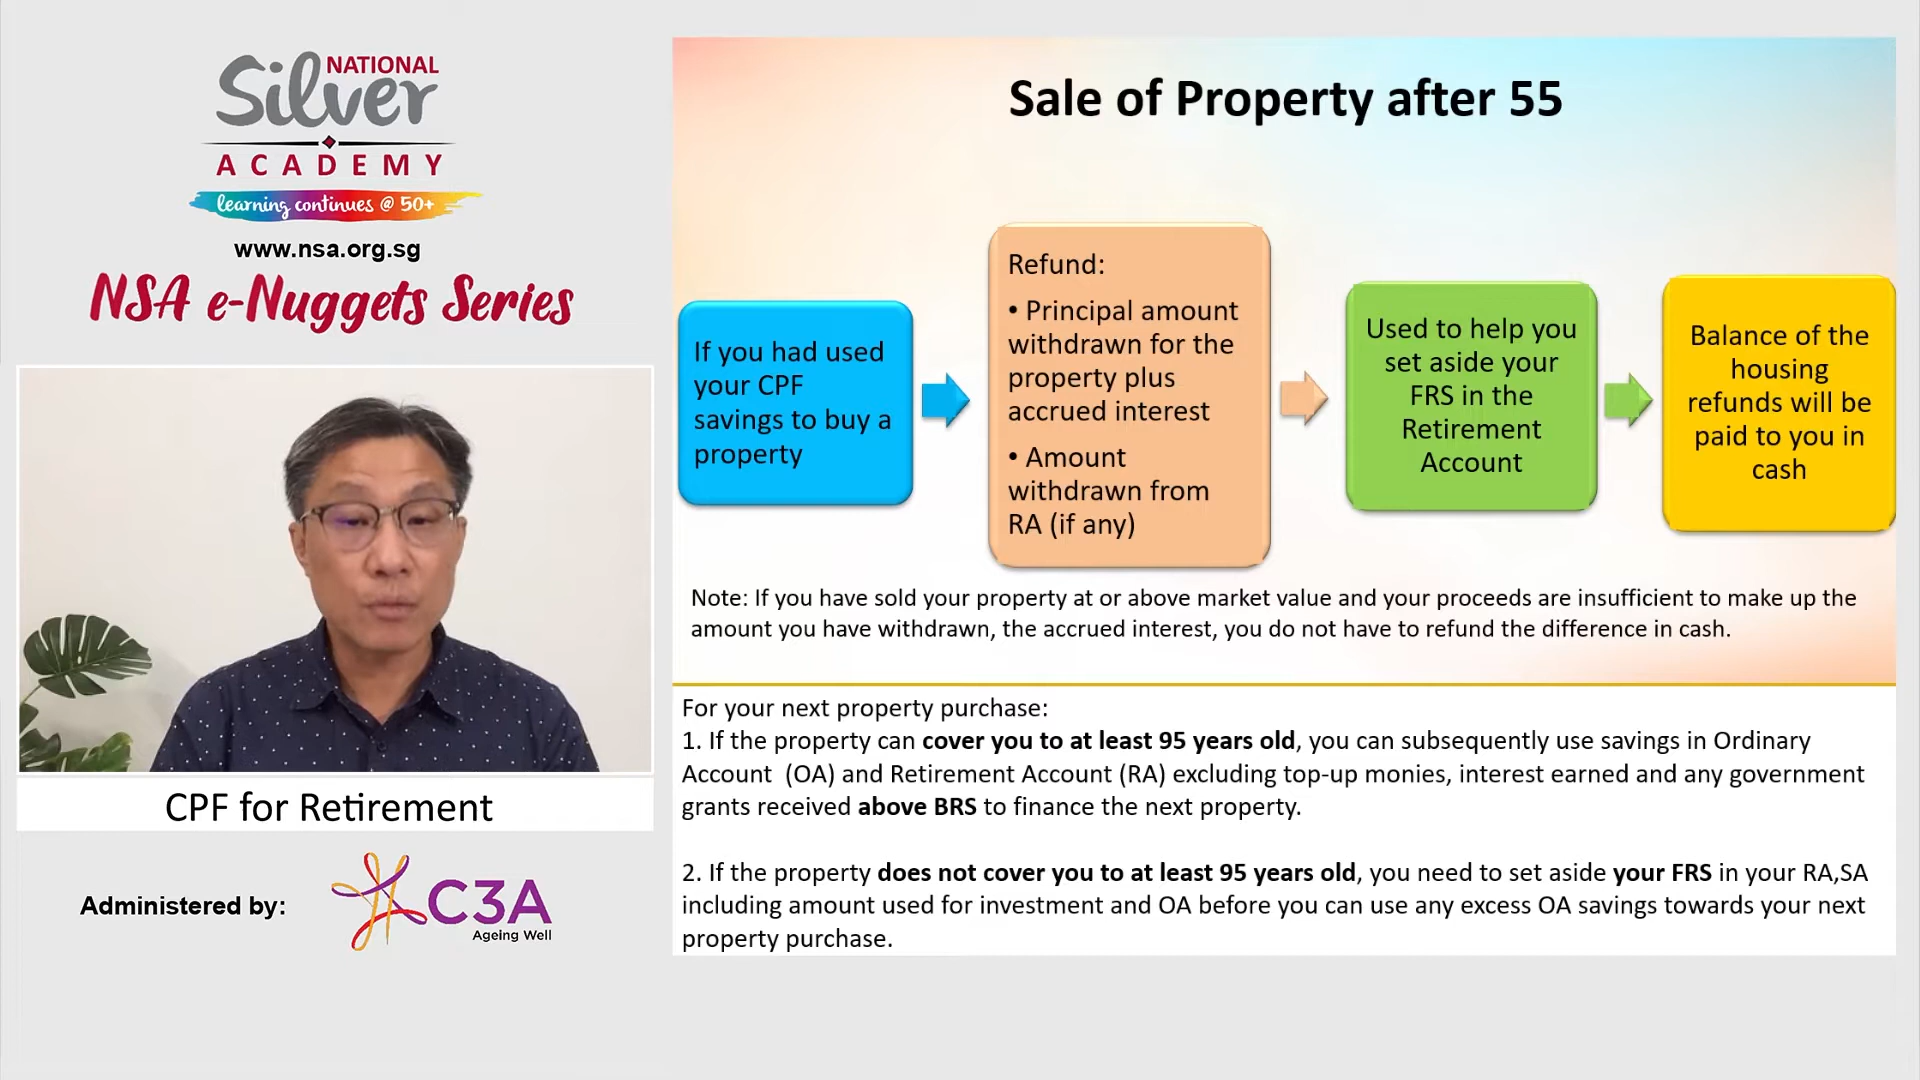 NATIONAL
Silver
ACADEMY
learning continues @ 50+
www.nsa.org.sg
NSA e-Nuggets Series
CPF for Retirement
Administered by:
C3A
Ageing Well
Sale of Property after 55
If you had used
your CPF
savings to buy a
property
Refund:
• Principal amount
withdrawn for the
property plus
accrued interest
• Amount
withdrawn from
RA (if any)
Used to help you
set aside your
FRS in the
Retirement
Account
Balance of the
housing
refunds will be
paid to you in
cash
Note: If you have sold your property at or above market value and your proceeds are insufficient to make up the
amount you have withdrawn, the accrued interest, you do not have to refund the difference in cash.
For your next property purchase:
1. If the property can cover you to at least 95 years old, you can subsequently use savings in Ordinary
Account (OA) and Retirement Account (RA) excluding top-up monies, interest earned and any government
grants received above BRS to finance the next property.
2. If the property does not cover you to at least 95 years old, you need to set aside your FRS in your RA,SA
including amount used for investment and OA before you can use any excess OA savings towards your next
property purchase.